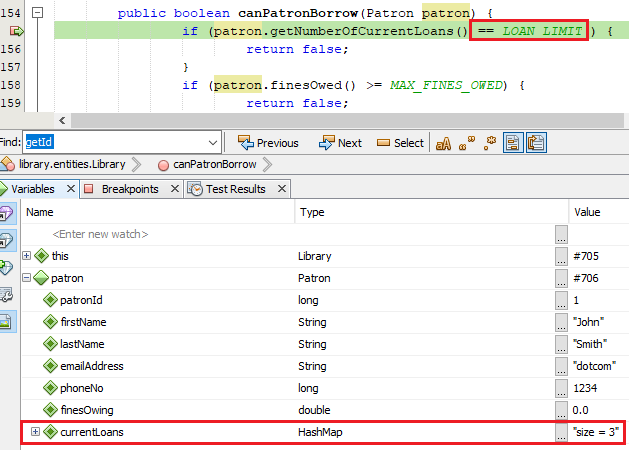 154 public boolean canPatronBorrow(Patron patron) {
if (patron.getNumberOfCurrentLoans() == LOAN_LIMIT ) {
156 return false;
157 }
158 if (patron.finesOwed() >= MAX_FINES_OWED) {
159 return false;
Find: getId Previous Next Select aA
library.entities.Library canPatronBorrow
Variables Breakpoints Test Results
Name Type Value
<Enter new watch> ...
this Library ... #705
patron Patron ... #706
patronId long ... 1
firstName String ... "John"
lastName String ... "Smith"
emailAddress String ... "dotcom"
phoneNo long ... 1234
finesOwing double ... 0.0
currentLoans HashMap ... "size = 3"